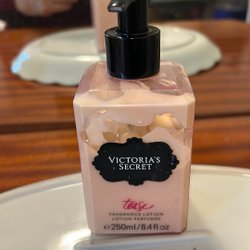 VICTORIA'S
SECRET
tease
FRAGRANCE LOTION
LOTION PARFUMÉE
e 250ml/8.4fl oz